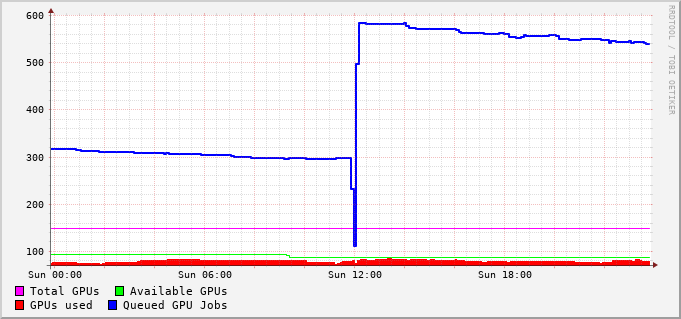 600
500
400
300
200
100
Sun 00:00 Sun 06:00 Sun 12:00 Sun 18:00
Total GPUs Available GPUs
GPUs used Queued GPU Jobs
RRDTOOL / TOBI OETIKER